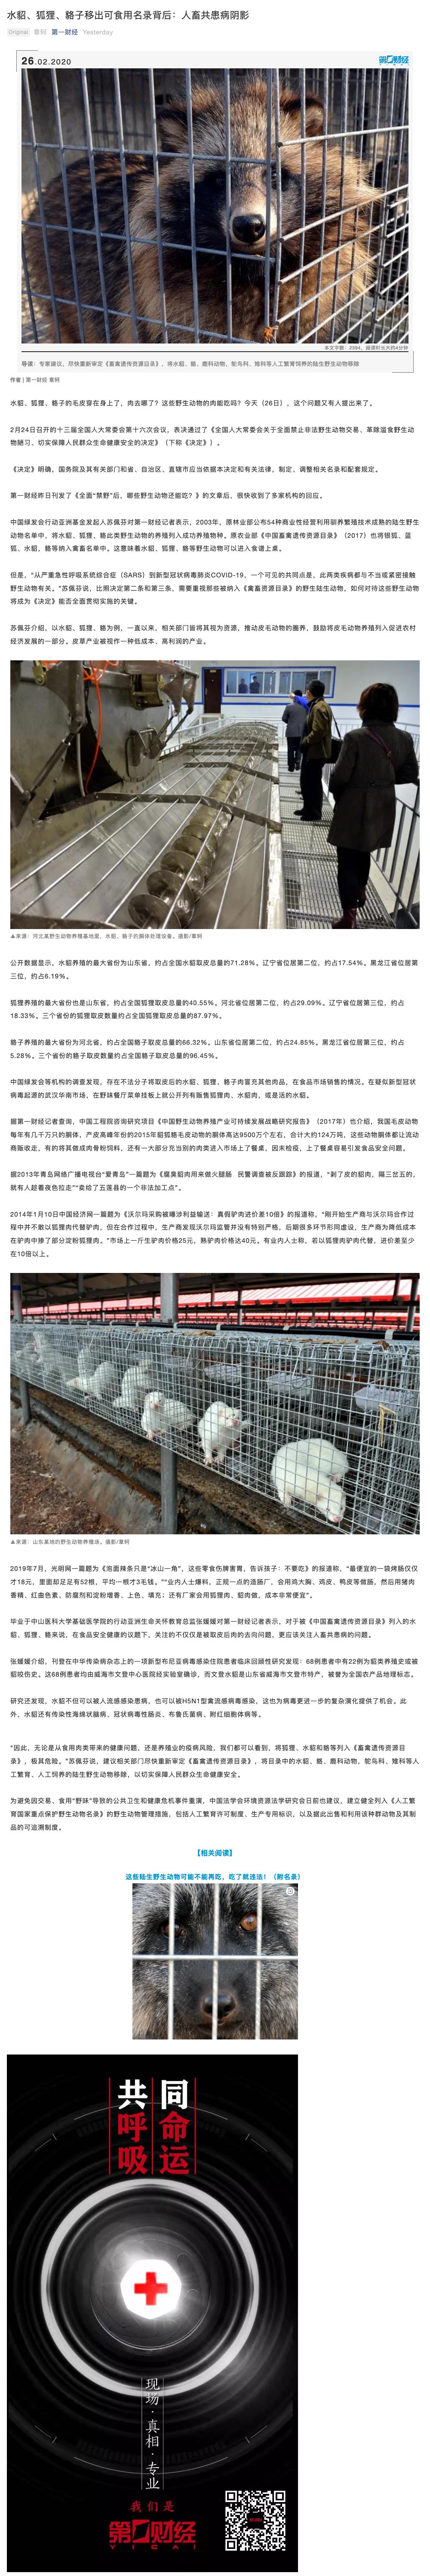 水貂、狐狸、貉子移出可食用名录背后：人畜共患病阴影
Original 章轲 第一财经 Yesterday
26.02.2020
第一财经
本文字数：2394，阅读时长大约4分钟
导读：专家建议，尽快重新审定《畜禽遗传资源目录》，将水貂、貉、鹿科动物，鸵鸟科、雉科等人工繁育饲养的陆生野生动物移除
作者 | 第一财经 章轲
水貂、狐狸、貉子的毛皮穿在身上了，肉去哪了？这些野生动物的肉能吃吗？今天（26日），这个问题又有人提出来了。
2月24日召开的十三届全国人大常委会第十六次会议，表决通过了《全国人大常委会关于全面禁止非法野生动物交易、革除滥食野生动
物陋习、切实保障人民群众生命健康安全的决定》（下称《决定》）。
《决定》明确，国务院及其有关部门和省、自治区、直辖市应当依据本决定和有关法律，制定、调整相关名录和配套规定。
第一财经昨日刊发了《全面“禁野”后，哪些野生动物还能吃？》的文章后，很快收到了多家机构的回应。
中国绿发会行动亚洲基金发起人苏佩芬对第一财经记者表示，2003年，原林业部公布54种商业性经营利用驯养繁殖技术成熟的陆生野
生动物名单中，将水貂、狐狸、貉此类野生动物的养殖列入成功养殖物种。原农业部《中国畜禽遗传资源目录》（2017）也将银狐、蓝
狐、水貂、貉等纳入禽畜名单中。这意味着水貂、狐狸、貉等野生动物可以进入食谱上桌。
但是，“从严重急性呼吸系统综合症（SARS）到新型冠状病毒肺炎COVID-19，一个可见的共同点是，此两类疾病都与不当或紧密接触
野生动物有关。”苏佩芬说，比照决定第二条和第三条，需要重视那些被纳入《禽畜资源目录》的野生陆生动物，如何对待这些野生动物
将成为《决定》能否全面贯彻实施的关键。
苏佩芬介绍，以水貂、狐狸、貉为例，一直以来，相关部门皆将其视为资源，推动皮毛动物的圈养，鼓励将皮毛动物养殖列入促进农村
经济发展的一部分。皮草产业被视作一种低成本、高利润的产业。
▲来源：河北某野生动物养殖基地里，水貂、貉子的胴体处理设备。摄影/章轲
公开数据显示，水貂养殖的最大省份为山东省，约占全国水貂取皮总量的71.28%。辽宁省位居第二位，约占17.54%。黑龙江省位居第
三位，约占6.19%。
狐狸养殖的最大省份也是山东省，约占全国狐狸取皮总量的40.55%。河北省位居第二位，约占29.09%。辽宁省位居第三位，约占
18.33%。三个省份的狐狸取皮数量约占全国狐狸取皮总量的87.97%。
貉子养殖的最大省份为河北省，约占全国貉子取皮总量的66.32%。山东省位居第二位，约占24.85%。黑龙江省位居第三位，约占
5.28%。三个省份的貉子取皮数量约占全国貉子取皮总量的96.45%。
中国绿发会等机构的调查发现，存在不法分子将取皮后的水貂、狐狸、貉子肉冒充其他肉品，在食品市场销售的情况。在疑似新型冠状
病毒起源的武汉华南市场，在野味餐厅菜单挂板上就公开列有贩售狐狸肉、水貂肉，或是活的水貂。
据第一财经记者查询，中国工程院咨询研究项目《中国野生动物养殖产业可持续发展战略研究报告》（2017年）也介绍，我国毛皮动物
每年有几千万只的胴体，产皮高峰年份的2015年貂狐貉毛皮动物的胴体高达9500万个左右，合计大约124万吨，这些动物胴体都让流动
商贩收走，有的将其做成肉骨粉饲料，还有一大部分充当别的肉类进入市场上了餐桌，因未检疫，上了餐桌容易引发食品安全问题。
据2013年青岛网络广播电视台“爱青岛”一篇题为《腐臭貂肉用来做火腿肠 民警调查被反跟踪》的报道，“剥了皮的貂肉，隔三岔五的，
就有人趁着夜色拉走”“卖给了五莲县的一个非法加工点”。
2014年1月10日中国经济网一篇题为《沃尔玛采购被曝涉利益输送：真假驴肉进价差10倍》的报道称，“刚开始生产商与沃尔玛合作过
程中并不敢以狐狸肉代替驴肉，但在合作过程中，生产商发现沃尔玛监管并没有特别严格，后期很多环节形同虚设，生产商为降低成本
在驴肉中掺了部分淀粉狐狸肉。”市场上一斤生驴肉价格25元，熟驴肉价格达40元。有业内人士称，若以狐狸肉驴肉代替，进价差至少
在10倍以上。
▲来源：山东某地的野生动物养殖场。摄影/章轲
2019年7月，光明网一篇题为《泡面辣条只是“冰山一角”，这些零食伤脾害胃，告诉孩子：不要吃》的报道称，“最便宜的一袋烤肠仅仅
才18元，里面却足足有52根，平均一根才3毛钱。”“业内人士爆料，正规一点的造肠厂，会用鸡大胸、鸡皮、鸭皮等做肠，然后用猪肉
香精、红曲色素、防腐剂和淀粉增香、上色、填充；还有厂家会用狐狸肉、貂肉做，成本非常便宜”。
毕业于中山医科大学基础医学院的行动亚洲生命关怀教育总监张媛媛对第一财经记者表示，对于被《中国畜禽遗传资源目录》列入的水
貂、狐狸、貉来说，在食品安全健康的议题下，关注的不仅仅是被取皮后肉的去向问题，更应该关注人畜共患病的问题。
张媛媛介绍，刊登在中华传染病杂志上的一项新型布尼亚病毒感染住院患者临床回顾性研究发现：68例患者中有22例为貂类养殖史或被
貂咬伤史。这68例患者均由威海市文登中心医院经实验室确诊，而文登水貂是山东省威海市文登市特产，被誉为全国农产品地理标志。
研究还发现，水貂不但可以被人流感感染患病，也可以被H5N1型禽流感病毒感染，这也为病毒更进一步的复杂演化提供了机会。此
外，水貂还有传染性海绵状脑病、冠状病毒性肠炎、布鲁氏菌病、附红细胞体病等。
“因此，无论是从食用肉类带来的健康问题，还是养殖业的疫病风险，我们都可以看到，将狐狸、水貂和貉等列入《畜禽遗传资源目
录》，极其危险。”苏佩芬说，建议相关部门尽快重新审定《畜禽遗传资源目录》，将目录中的水貂、貉、鹿科动物，鸵鸟科、雉科等人
工繁育、人工饲养的陆生野生动物移除，以切实保障人民群众生命健康安全。
为避免因交易、食用“野味”导致的公共卫生和健康危机事件重演，中国法学会环境资源法学研究会日前也建议，建立健全列入《人工繁
育国家重点保护野生动物名录》的野生动物管理措施，包括人工繁育许可制度、生产专用标识，以及据此出售和利用该种群动物及其制
品的可追溯制度。
【相关阅读】
这些陆生野生动物可能不能再吃，吃了就违法！（附名录）
共同
呼命
吸运
现场·真相·专业
我们是
第一财经
YICAI